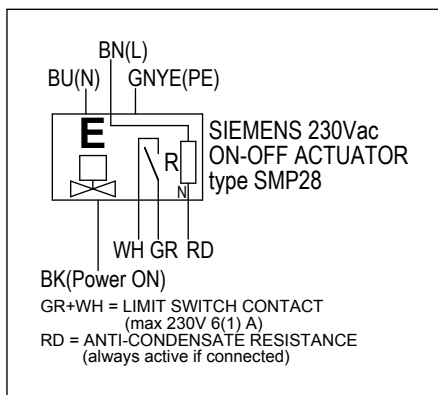 BN(L)
BU(N) GNYE(PE)
E
SIEMENS 230Vac
ON-OFF ACTUATOR
type SMP28
R
N
WH GR RD
BK(Power ON)
GR+WH = LIMIT SWITCH CONTACT
(max 230V 6(1) A)
RD = ANTI-CONDENSATE RESISTANCE
(always active if connected)